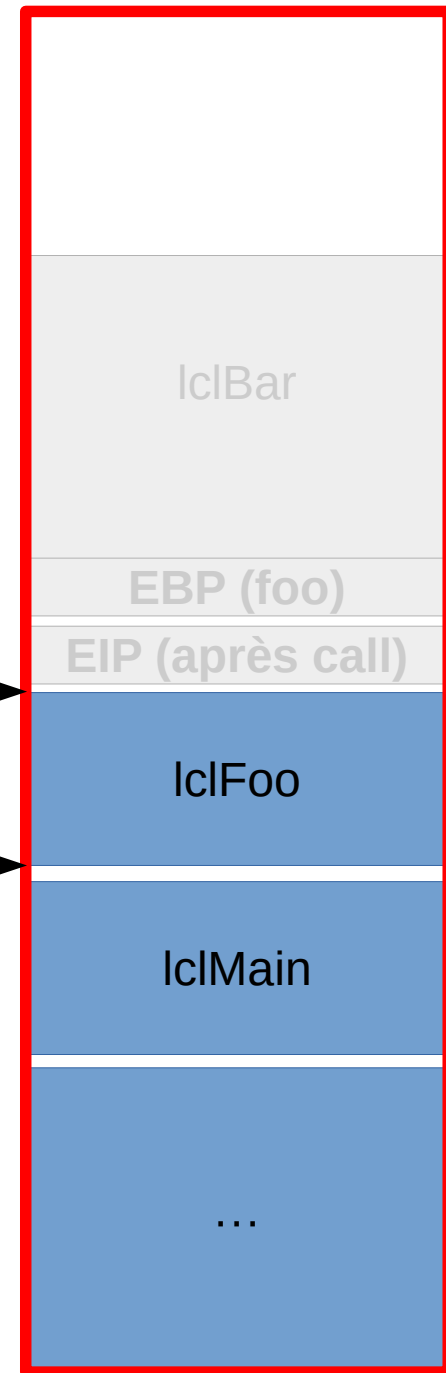 lclBar
EBP (foo)
EIP (après call)
lclFoo
lclMain
…